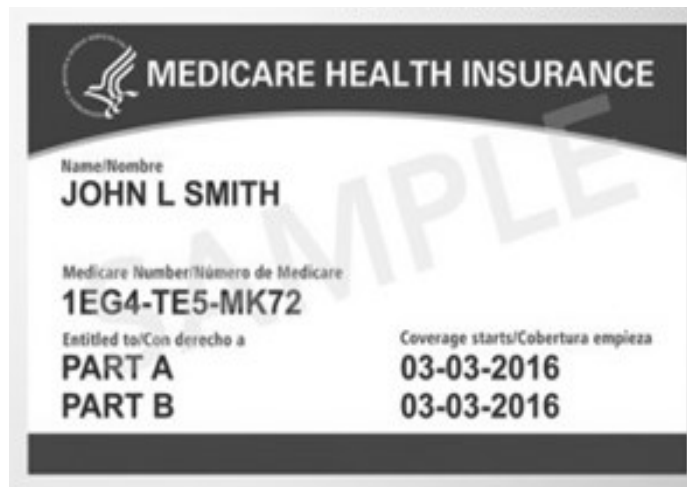 MEDICARE HEALTH INSURANCE
Name/Nombre
JOHN L SMITH
Medicare Number/Número de Medicare
1EG4-TE5-MK72
Entitled to/Con derecho a Coverage starts/Cobertura empieza
PART A 03-03-2016
PART B 03-03-2016
SAMPLE